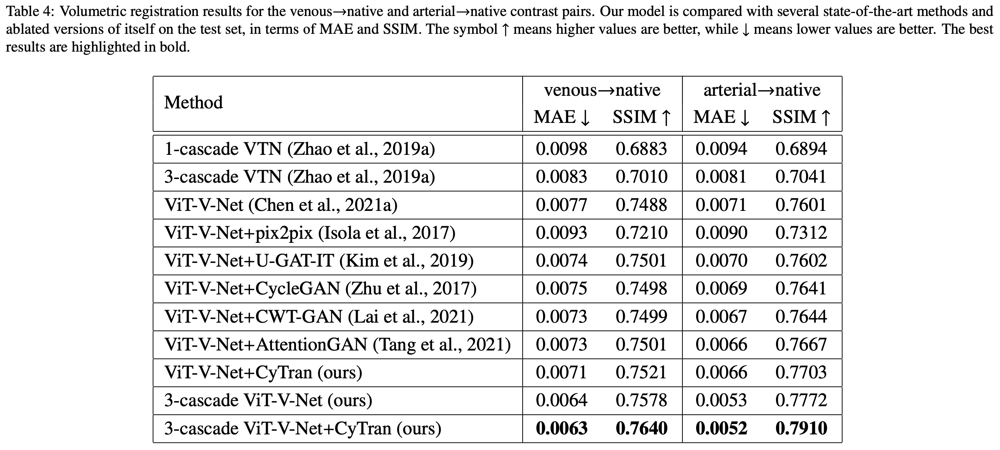 Table 4: Volumetric registration results for the venous→native and arterial→native contrast pairs. Our model is compared with several state-of-the-art methods and
ablated versions of itself on the test set, in terms of MAE and SSIM. The symbol ↑ means higher values are better, while ↓ means lower values are better. The best
results are highlighted in bold.
Method venous→native arterial→native
MAE ↓ SSIM ↑ MAE ↓ SSIM ↑
1-cascade VTN (Zhao et al., 2019a) 0.0098 0.6883 0.0094 0.6894
3-cascade VTN (Zhao et al., 2019a) 0.0083 0.7010 0.0081 0.7041
ViT-V-Net (Chen et al., 2021a) 0.0077 0.7488 0.0071 0.7601
ViT-V-Net+pix2pix (Isola et al., 2017) 0.0093 0.7210 0.0090 0.7312
ViT-V-Net+U-GAT-IT (Kim et al., 2019) 0.0074 0.7501 0.0070 0.7602
ViT-V-Net+CycleGAN (Zhu et al., 2017) 0.0075 0.7498 0.0069 0.7641
ViT-V-Net+CWT-GAN (Lai et al., 2021) 0.0073 0.7499 0.0067 0.7644
ViT-V-Net+AttentionGAN (Tang et al., 2021) 0.0073 0.7501 0.0066 0.7667
ViT-V-Net+CyTran (ours) 0.0071 0.7521 0.0066 0.7703
3-cascade ViT-V-Net (ours) 0.0064 0.7578 0.0053 0.7772
3-cascade ViT-V-Net+CyTran (ours) 0.0063 0.7640 0.0052 0.7910